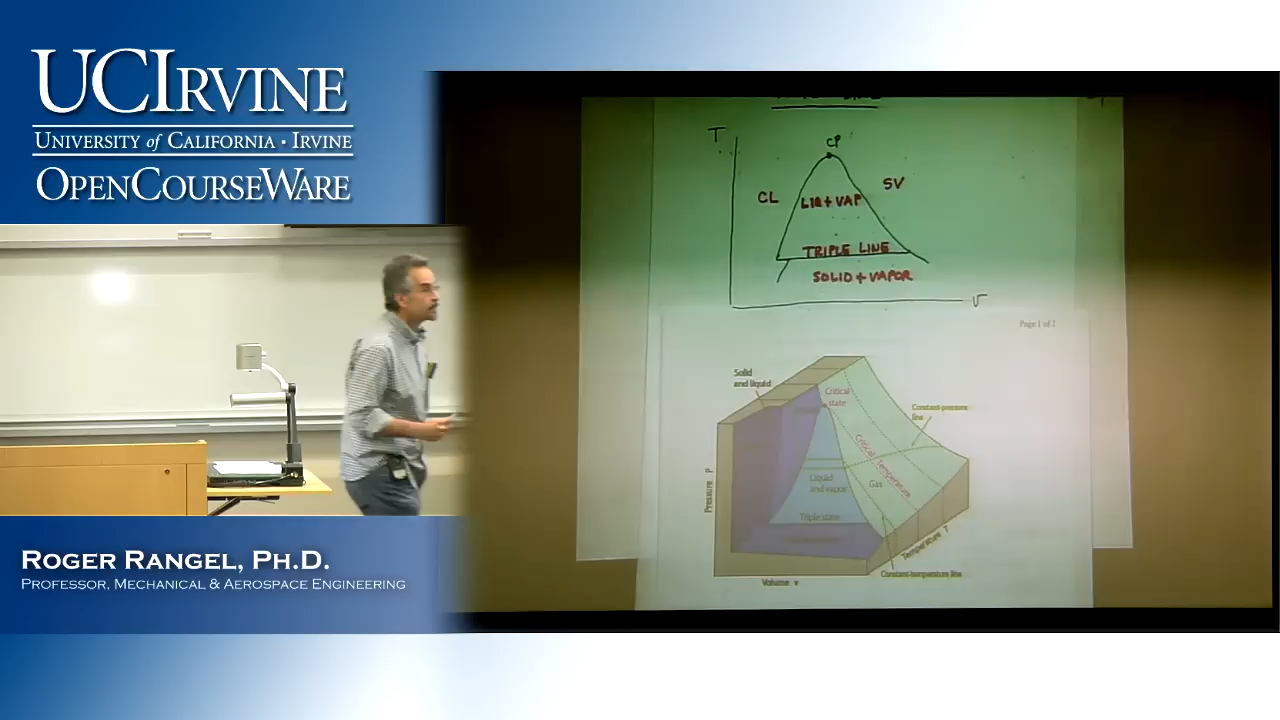 UCIRVINE
UNIVERSITY of CALIFORNIA · IRVINE
OPENCOURSEWARE
T
CP
CL
SV
LIQ + VAP
TRIPLE LINE
SOLID + VAPOR
v
Page 1 of 1
Solid
and liquid
Critical
state
Constant-pressure
line
Critical Temperature
Liquid
and vapor
Gas
Pressure P
Triple state
Temperature T
Constant-temperature line
Volume v
ROGER RANGEL, PH.D.
PROFESSOR, MECHANICAL & AEROSPACE ENGINEERING